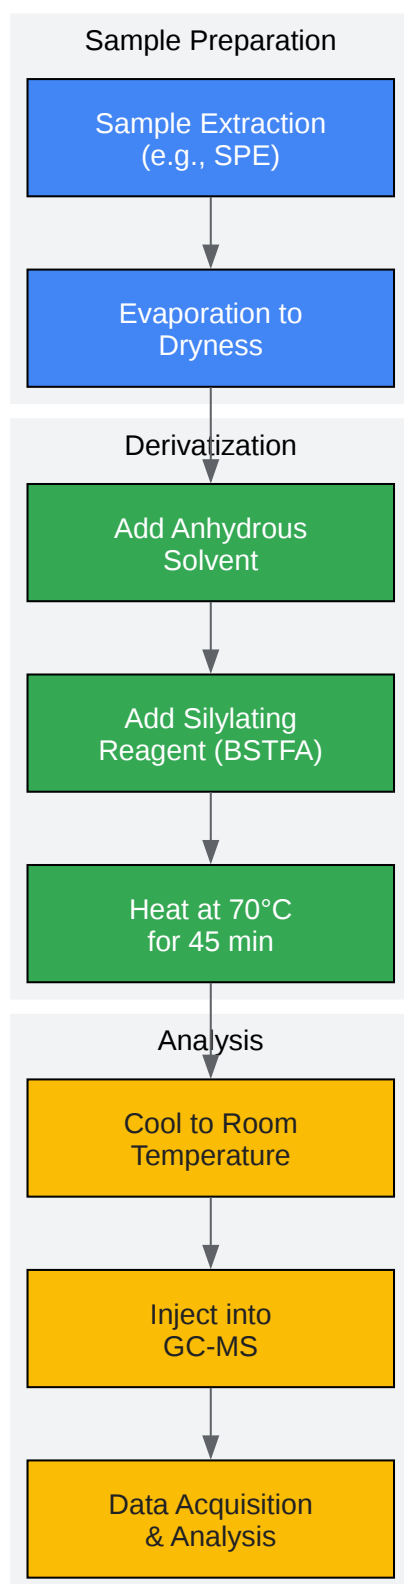 Sample Preparation
Sample Extraction
(e.g., SPE)
Evaporation to
Dryness
Derivatization
Add Anhydrous
Solvent
Add Silylating
Reagent (BSTFA)
Heat at 70°C
for 45 min
Analysis
Cool to Room
Temperature
Inject into
GC-MS
Data Acquisition
& Analysis